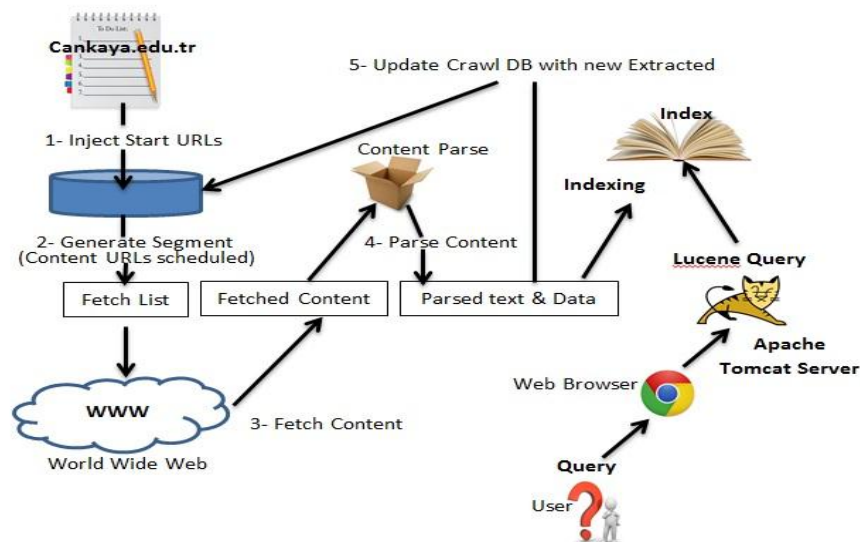 To Do List:
Cankaya.edu.tr
5- Update Crawl DB with new Extracted
1- Inject Start URLs
Content Parse
Index
Indexing
2- Generate Segment
(Content URLs scheduled)
4- Parse Content
Lucene Query
Fetch List
Fetched Content
Parsed text & Data
Apache
Tomcat Server
Web Browser
WWW
3- Fetch Content
World Wide Web
Query
User